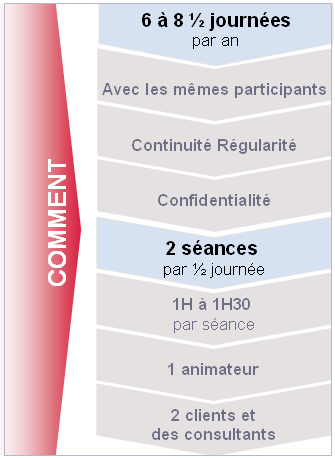 COMMENT
6 à 8 ½ journées
par an
Avec les mêmes participants
Continuité Régularité
Confidentialité
2 séances
par ½ journée
1H à 1H30
par séance
1 animateur
2 clients et
des consultants